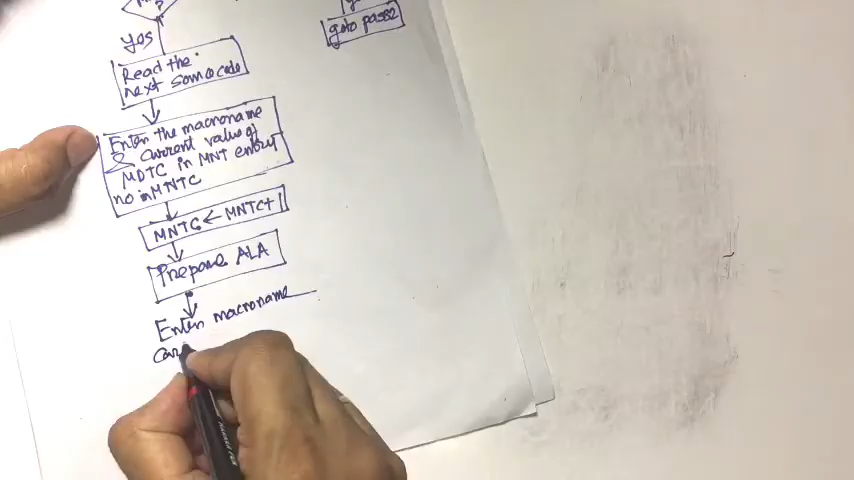 yes
goto pass2
Read the
next source code
Enter the macroname
& current value of
MDTC in MNT entry
no in MNTC
MNTC ← MNTC+1
Prepare ALA
Enter macroname
car